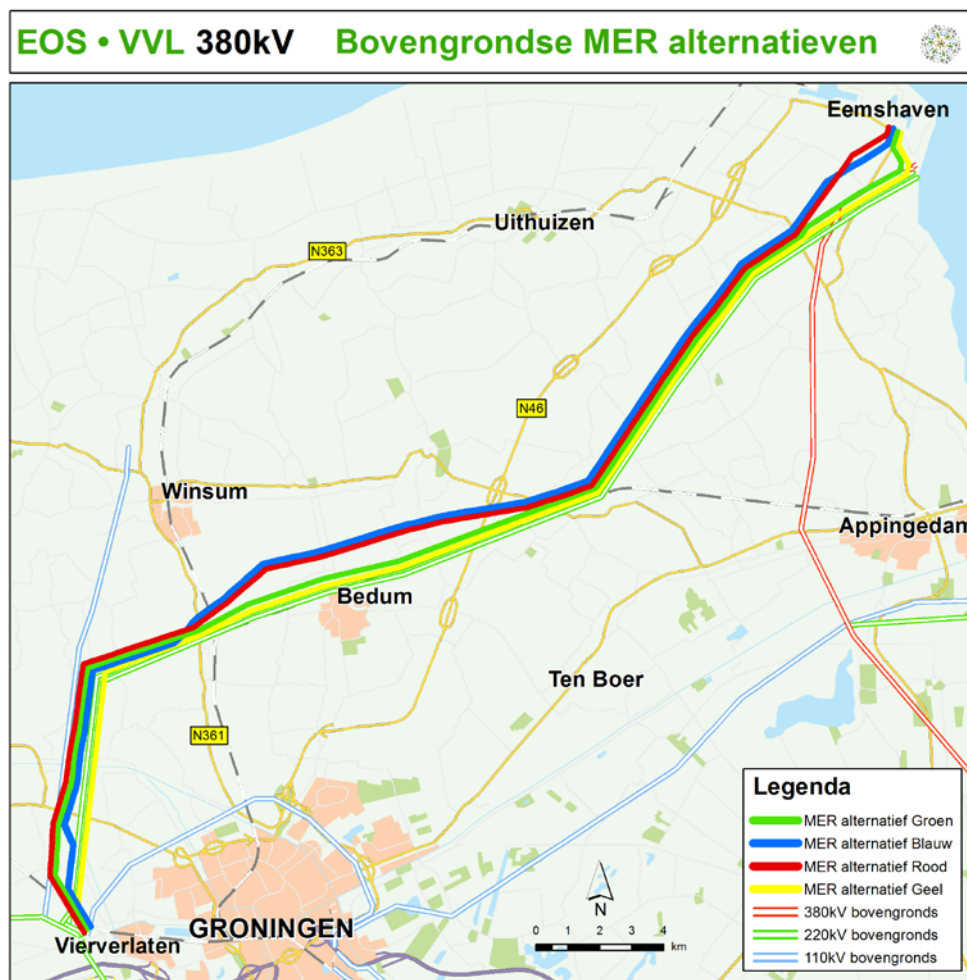 EOS • VVL 380kV Bovengrondse MER alternatieven
Eemshaven
Uithuizen
N363
N46
Winsum
Appingedam
Bedum
Ten Boer
N361
GRONINGEN
Vierverlaten
N
0 1 2 3 4
km
Legenda
MER alternatief Groen
MER alternatief Blauw
MER alternatief Rood
MER alternatief Geel
380kV bovengronds
220kV bovengronds
110kV bovengronds